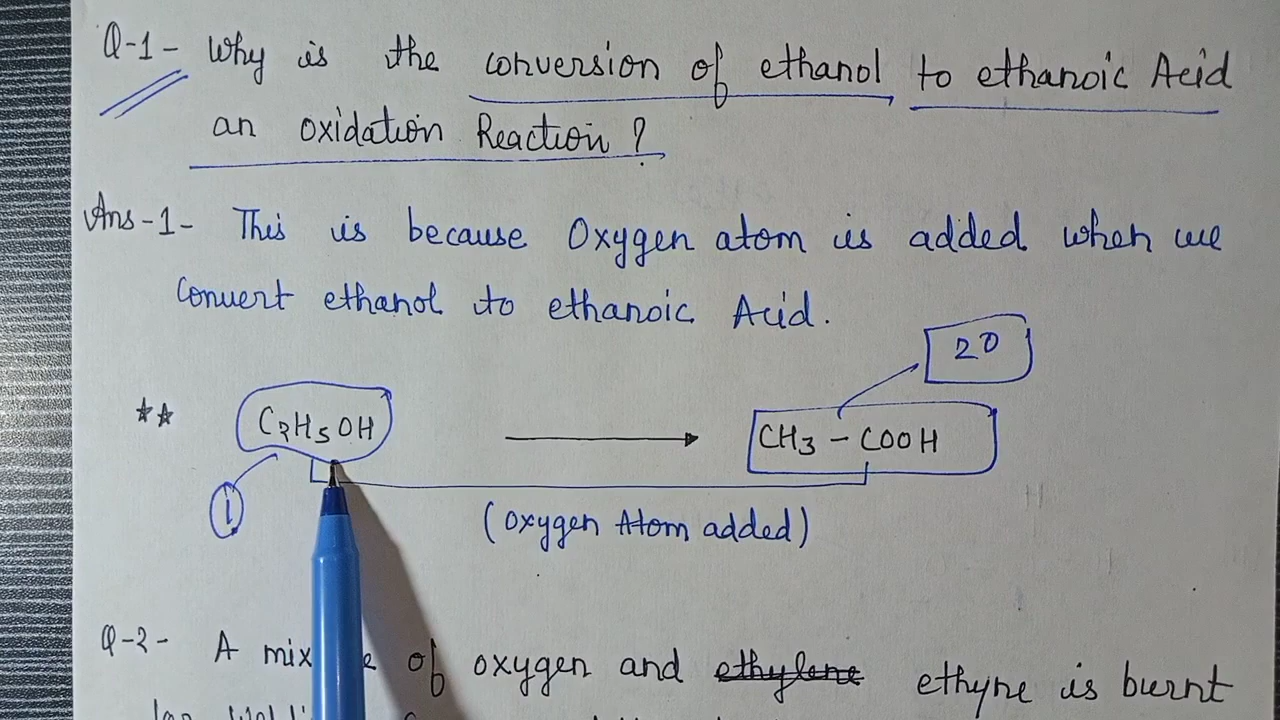 Q-1- Why is the conversion of ethanol to ethanoic Acid
an oxidation Reaction ?
Ans-1- This is because Oxygen atom is added when we
Convert ethanol to ethanoic Acid.
2O
** C2H5OH → CH3 - COOH
1
(Oxygen Atom added)
Q-2- A of oxygen and ethylene ethyne is burnt